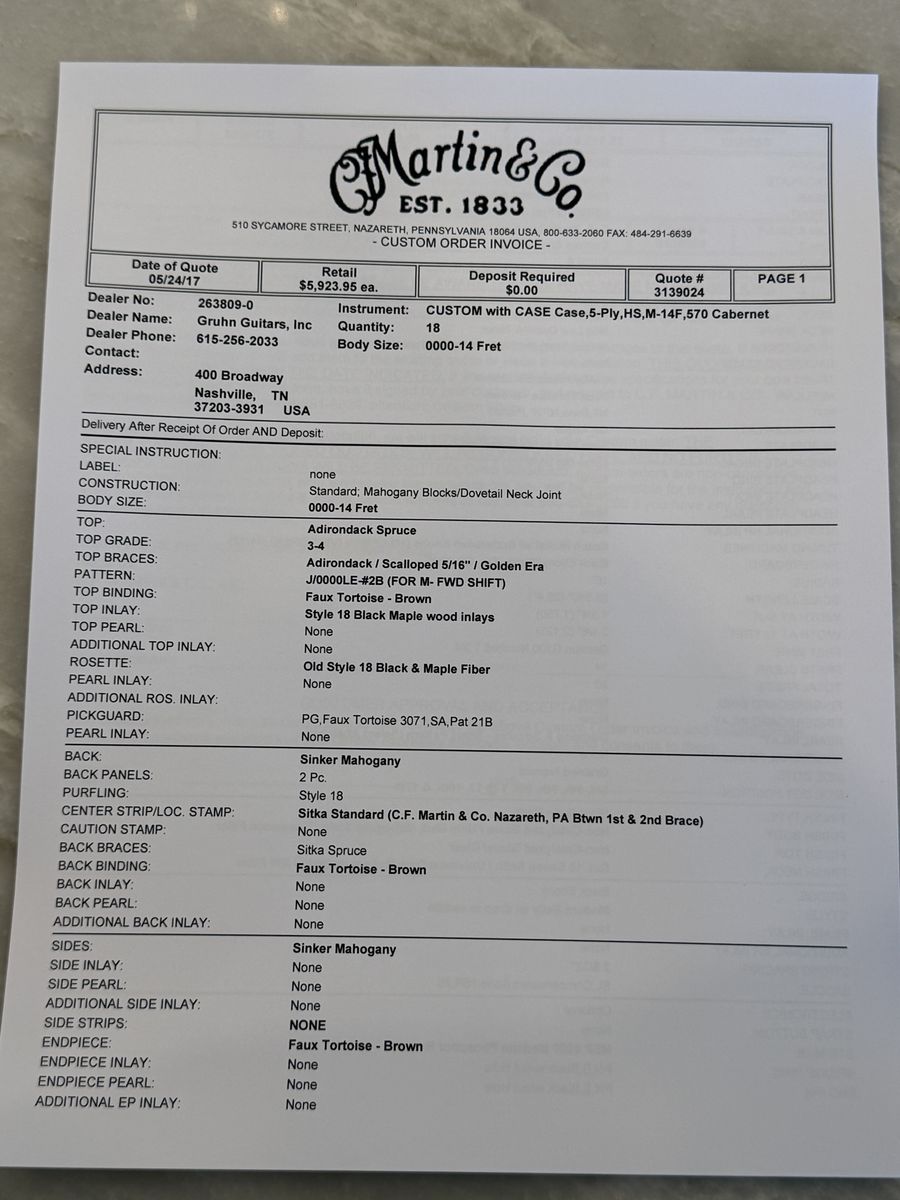 CF Martin & Co.
EST. 1833
510 SYCAMORE STREET, NAZARETH, PENNSYLVANIA 18064 USA, 800-633-2060 FAX: 484-291-6639
- CUSTOM ORDER INVOICE -
Date of Quote Retail Deposit Required Quote # PAGE 1
05/24/17 $5,923.95 ea. $0.00 3139024
Dealer No: 263809-0 Instrument: CUSTOM with CASE Case,5-Ply,HS,M-14F,570 Cabernet
Dealer Name: Gruhn Guitars, Inc Quantity: 18
Dealer Phone: 615-256-2033 Body Size: 0000-14 Fret
Contact:
Address: 400 Broadway
Nashville, TN
37203-3931 USA
Delivery After Receipt Of Order AND Deposit:
SPECIAL INSTRUCTION:
LABEL: none
CONSTRUCTION: Standard; Mahogany Blocks/Dovetail Neck Joint
BODY SIZE: 0000-14 Fret
TOP: Adirondack Spruce
TOP GRADE: 3-4
TOP BRACES: Adirondack / Scalloped 5/16" / Golden Era
PATTERN: J/0000LE-#2B (FOR M- FWD SHIFT)
TOP BINDING: Faux Tortoise - Brown
TOP INLAY: Style 18 Black Maple wood inlays
TOP PEARL: None
ADDITIONAL TOP INLAY: None
ROSETTE: Old Style 18 Black & Maple Fiber
PEARL INLAY: None
ADDITIONAL ROS. INLAY:
PICKGUARD: PG,Faux Tortoise 3071,SA,Pat 21B
PEARL INLAY: None
BACK: Sinker Mahogany
BACK PANELS: 2 Pc.
PURFLING: Style 18
CENTER STRIP/LOC. STAMP: Sitka Standard (C.F. Martin & Co. Nazareth, PA Btwn 1st & 2nd Brace)
CAUTION STAMP: None
BACK BRACES: Sitka Spruce
BACK BINDING: Faux Tortoise - Brown
BACK INLAY: None
BACK PEARL: None
ADDITIONAL BACK INLAY: None
SIDES: Sinker Mahogany
SIDE INLAY: None
SIDE PEARL: None
ADDITIONAL SIDE INLAY: None
SIDE STRIPS: NONE
ENDPIECE: Faux Tortoise - Brown
ENDPIECE INLAY: None
ENDPIECE PEARL: None
ADDITIONAL EP INLAY: None